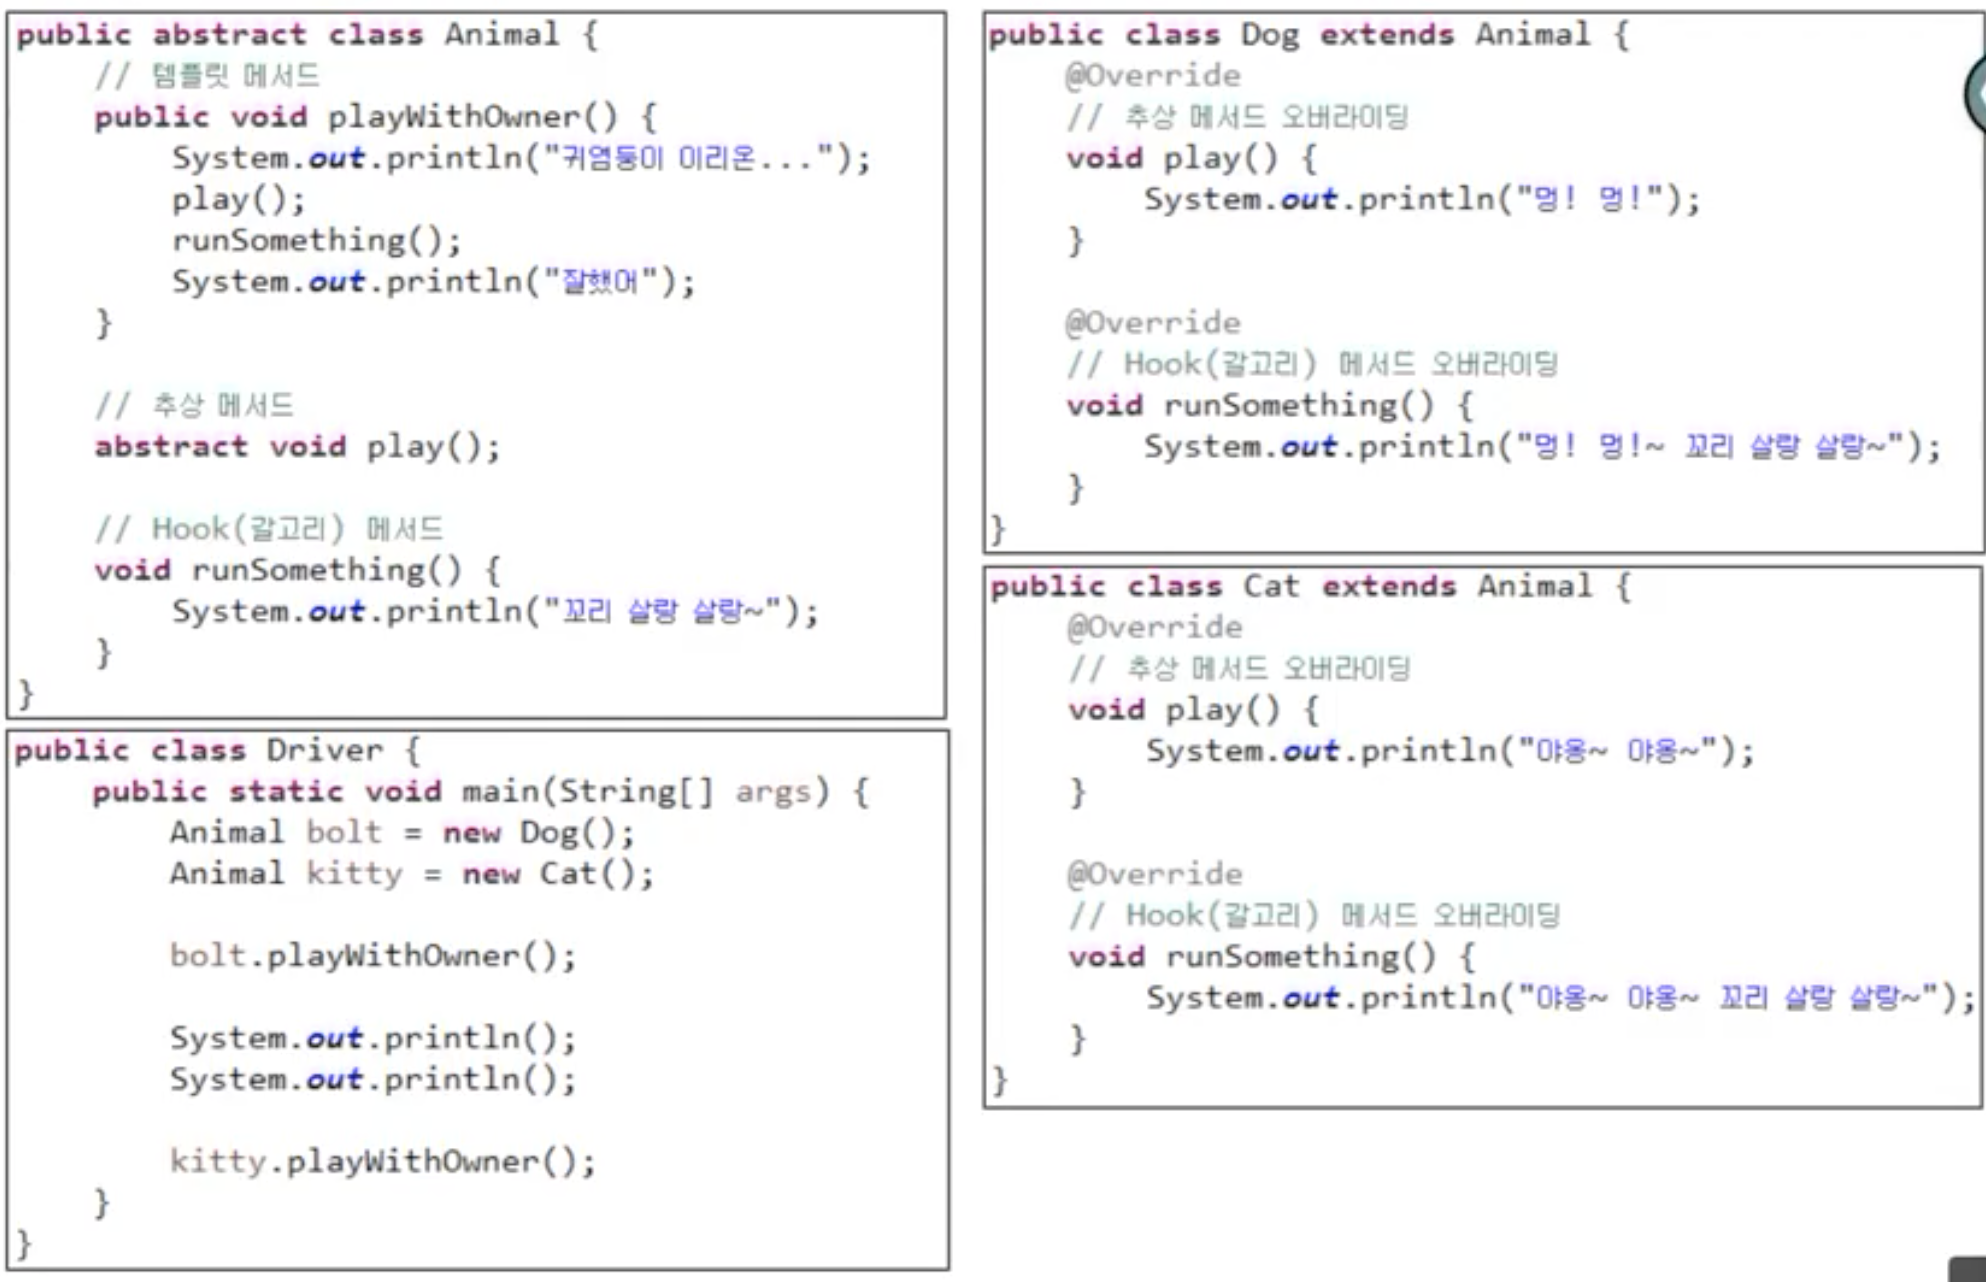 public abstract class Animal {
// 템플릿 메서드
public void playWithOwner() {
System.out.println("귀염둥이 이리온...");
play();
runSomething();
System.out.println("잘했어");
}
// 추상 메서드
abstract void play();
// Hook(갈고리) 메서드
void runSomething() {
System.out.println("꼬리 살랑 살랑~");
}
}
public class Driver {
public static void main(String[] args) {
Animal bolt = new Dog();
Animal kitty = new Cat();
bolt.playWithOwner();
System.out.println();
System.out.println();
kitty.playWithOwner();
}
}
public class Dog extends Animal {
@Override
// 추상 메서드 오버라이딩
void play() {
System.out.println("멍! 멍!");
}
@Override
// Hook(갈고리) 메서드 오버라이딩
void runSomething() {
System.out.println("멍! 멍!~ 꼬리 살랑 살랑~");
}
}
public class Cat extends Animal {
@Override
// 추상 메서드 오버라이딩
void play() {
System.out.println("야옹~ 야옹~");
}
@Override
// Hook(갈고리) 메서드 오버라이딩
void runSomething() {
System.out.println("야옹~ 야옹~ 꼬리 살랑 살랑~");
}
}